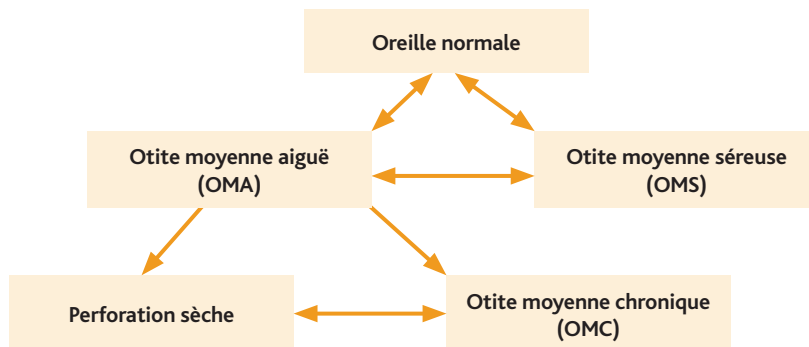 Oreille normale
Otite moyenne aiguë
(OMA)
Otite moyenne séreuse
(OMS)
Perforation sèche
Otite moyenne chronique
(OMC)